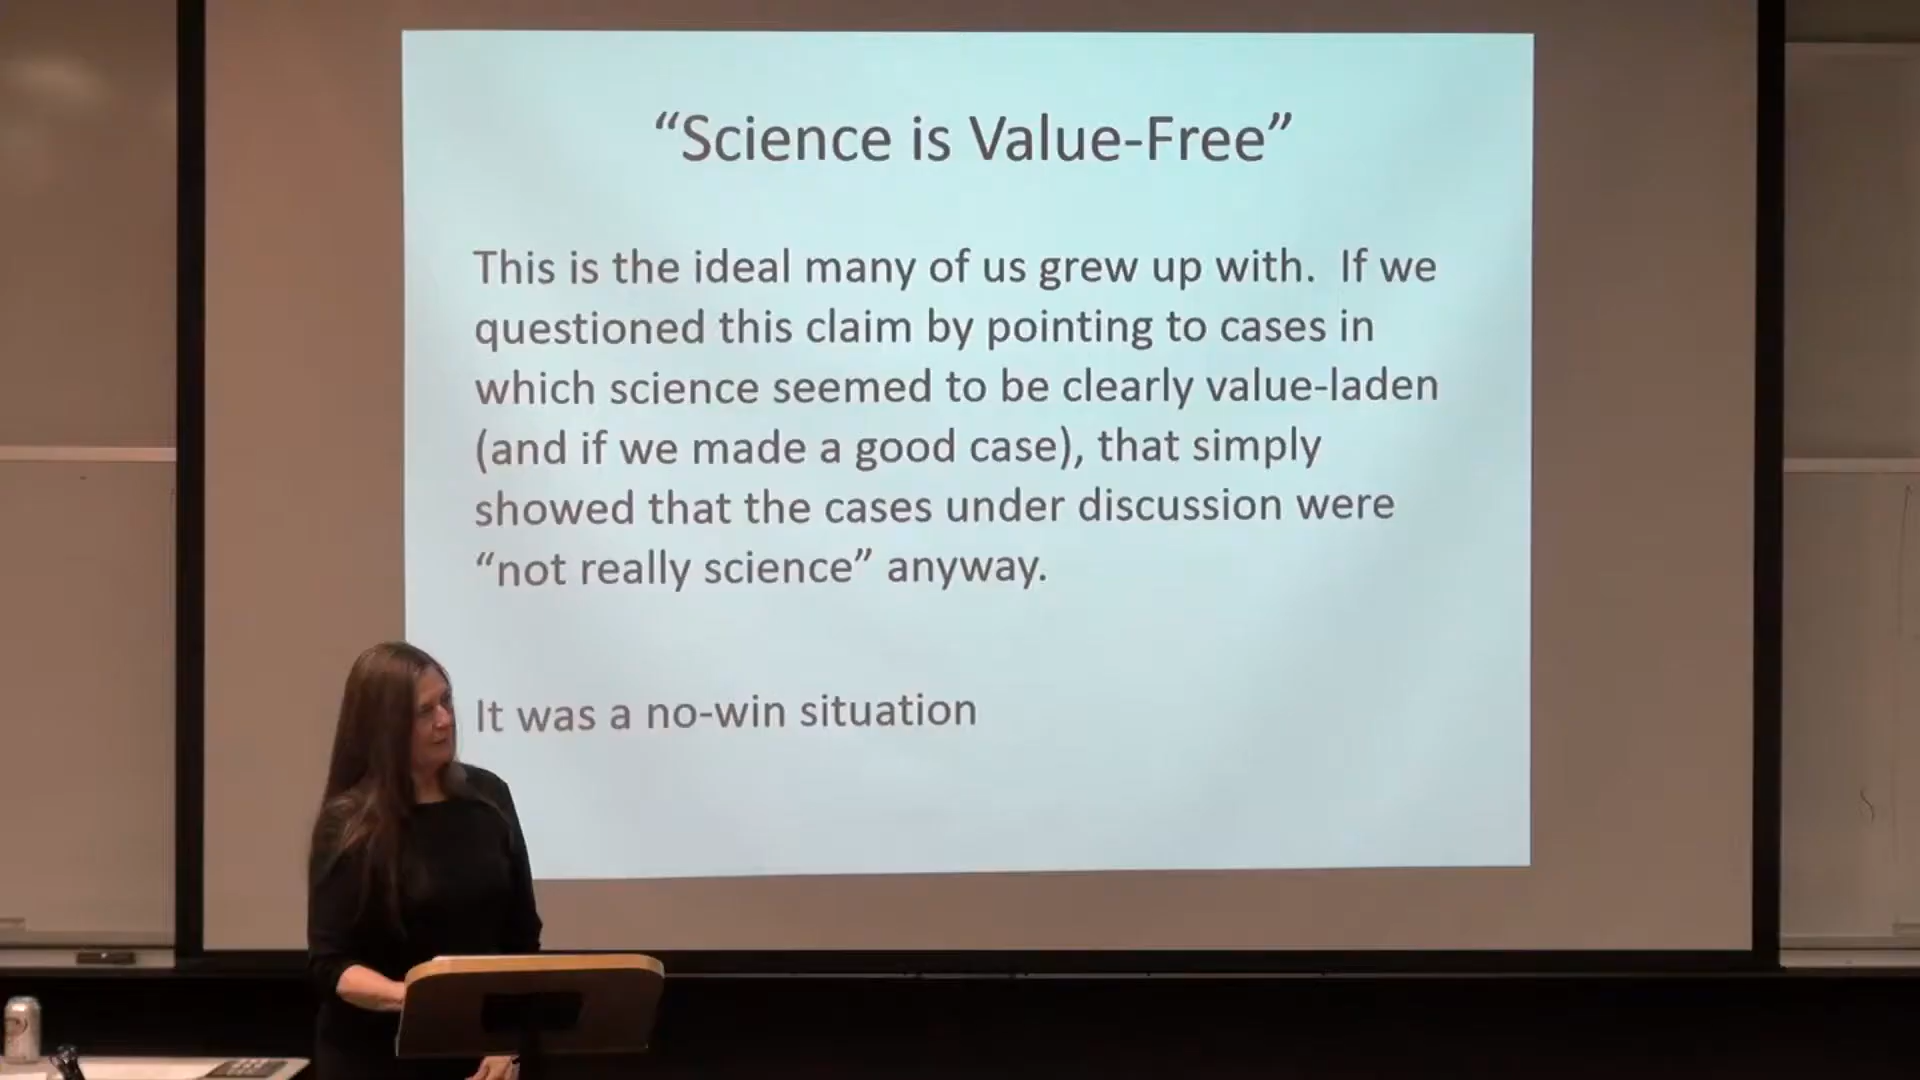 “Science is Value-Free”
This is the ideal many of us grew up with. If we
questioned this claim by pointing to cases in
which science seemed to be clearly value-laden
(and if we made a good case), that simply
showed that the cases under discussion were
“not really science” anyway.
It was a no-win situation